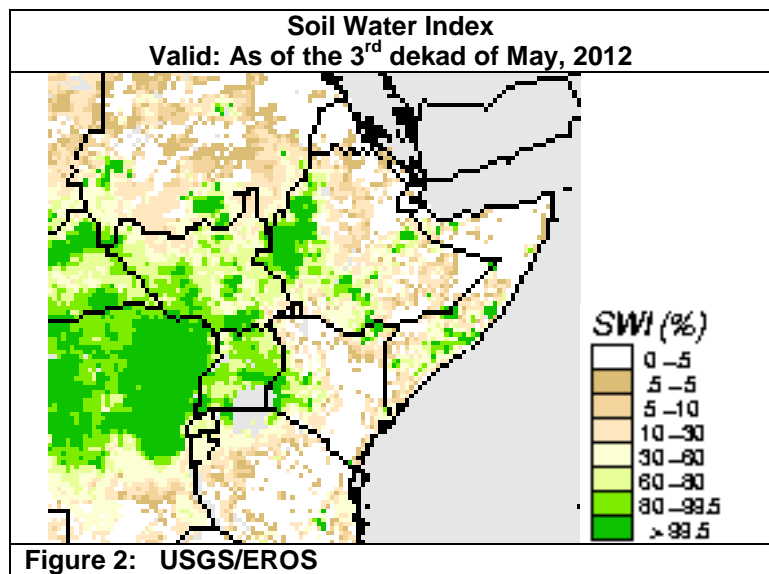 Soil Water Index
Valid: As of the 3rd dekad of May, 2012
SWI (%)
0 – .5
.5 – 5
5 – 10
10 – 30
30 – 60
60 – 80
80 – 99.5
> 99.5
Figure 2: USGS/EROS